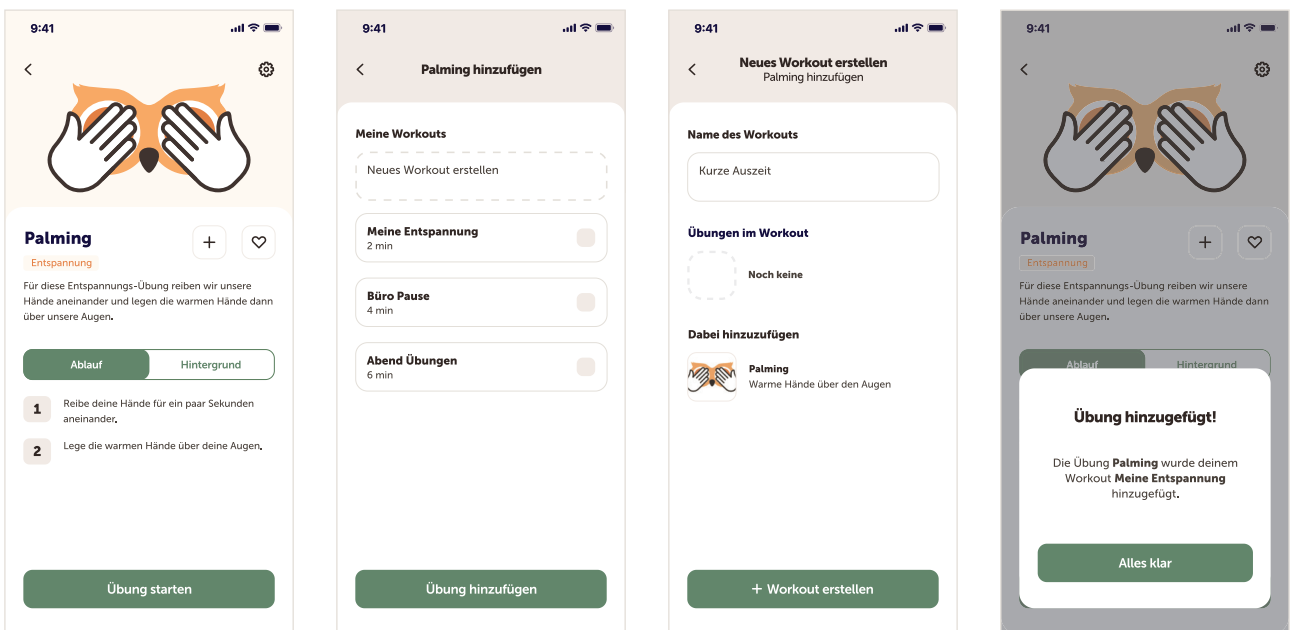 9:41
Palming
Entspannung
Für diese Entspannungs-Übung reiben wir unsere
Hände aneinander und legen die warmen Hände dann
über unsere Augen.
Ablauf
Hintergrund
1
Reibe deine Hände für ein paar Sekunden
aneinander.
2
Lege die warmen Hände über deine Augen.
Übung starten
9:41
Palming hinzufügen
Meine Workouts
Neues Workout erstellen
Meine Entspannung
2 min
Büro Pause
4 min
Abend Übungen
6 min
Übung hinzufügen
9:41
Neues Workout erstellen
Palming hinzufügen
Name des Workouts
Kurze Auszeit
Übungen im Workout
Noch keine
Dabei hinzuzufügen
Palming
Warme Hände über den Augen
+ Workout erstellen
9:41
Palming
Entspannung
Für diese Entspannungs-Übung reiben wir unsere
Hände aneinander und legen die warmen Hände dann
über unsere Augen.
Ablauf
Hintergrund
Übung hinzugefügt!
Die Übung Palming wurde deinem
Workout Meine Entspannung
hinzugefügt.
Alles klar